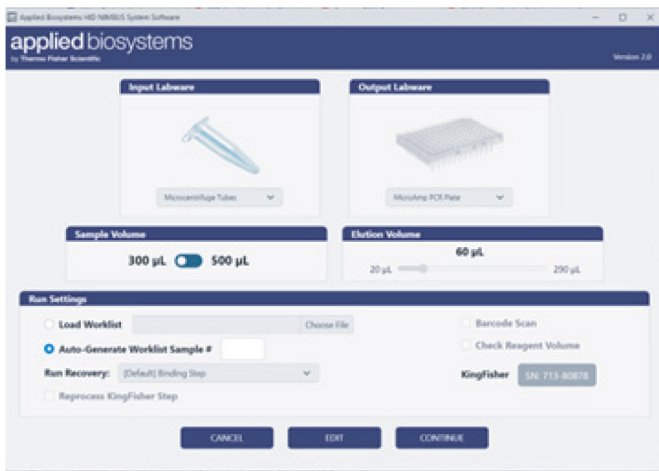 Applied Biosystems HID NIMBUS System Software
applied biosystems
by Thermo Fisher Scientific
Version 2.0
Input Labware
Output Labware
Microcentrifuge Tubes
MicroAmp PCR Plate
Sample Volume
Elution Volume
300 µL 500 µL
60 µL
20 µL 290 µL
Run Settings
Load Worklist Choose File
Barcode Scan
Auto-Generate Worklist Sample #
Check Reagent Volume
Run Recovery: [Default] Binding Step
KingFisher SN: 713-80878
Reprocess KingFisher Step
CANCEL EDIT CONTINUE